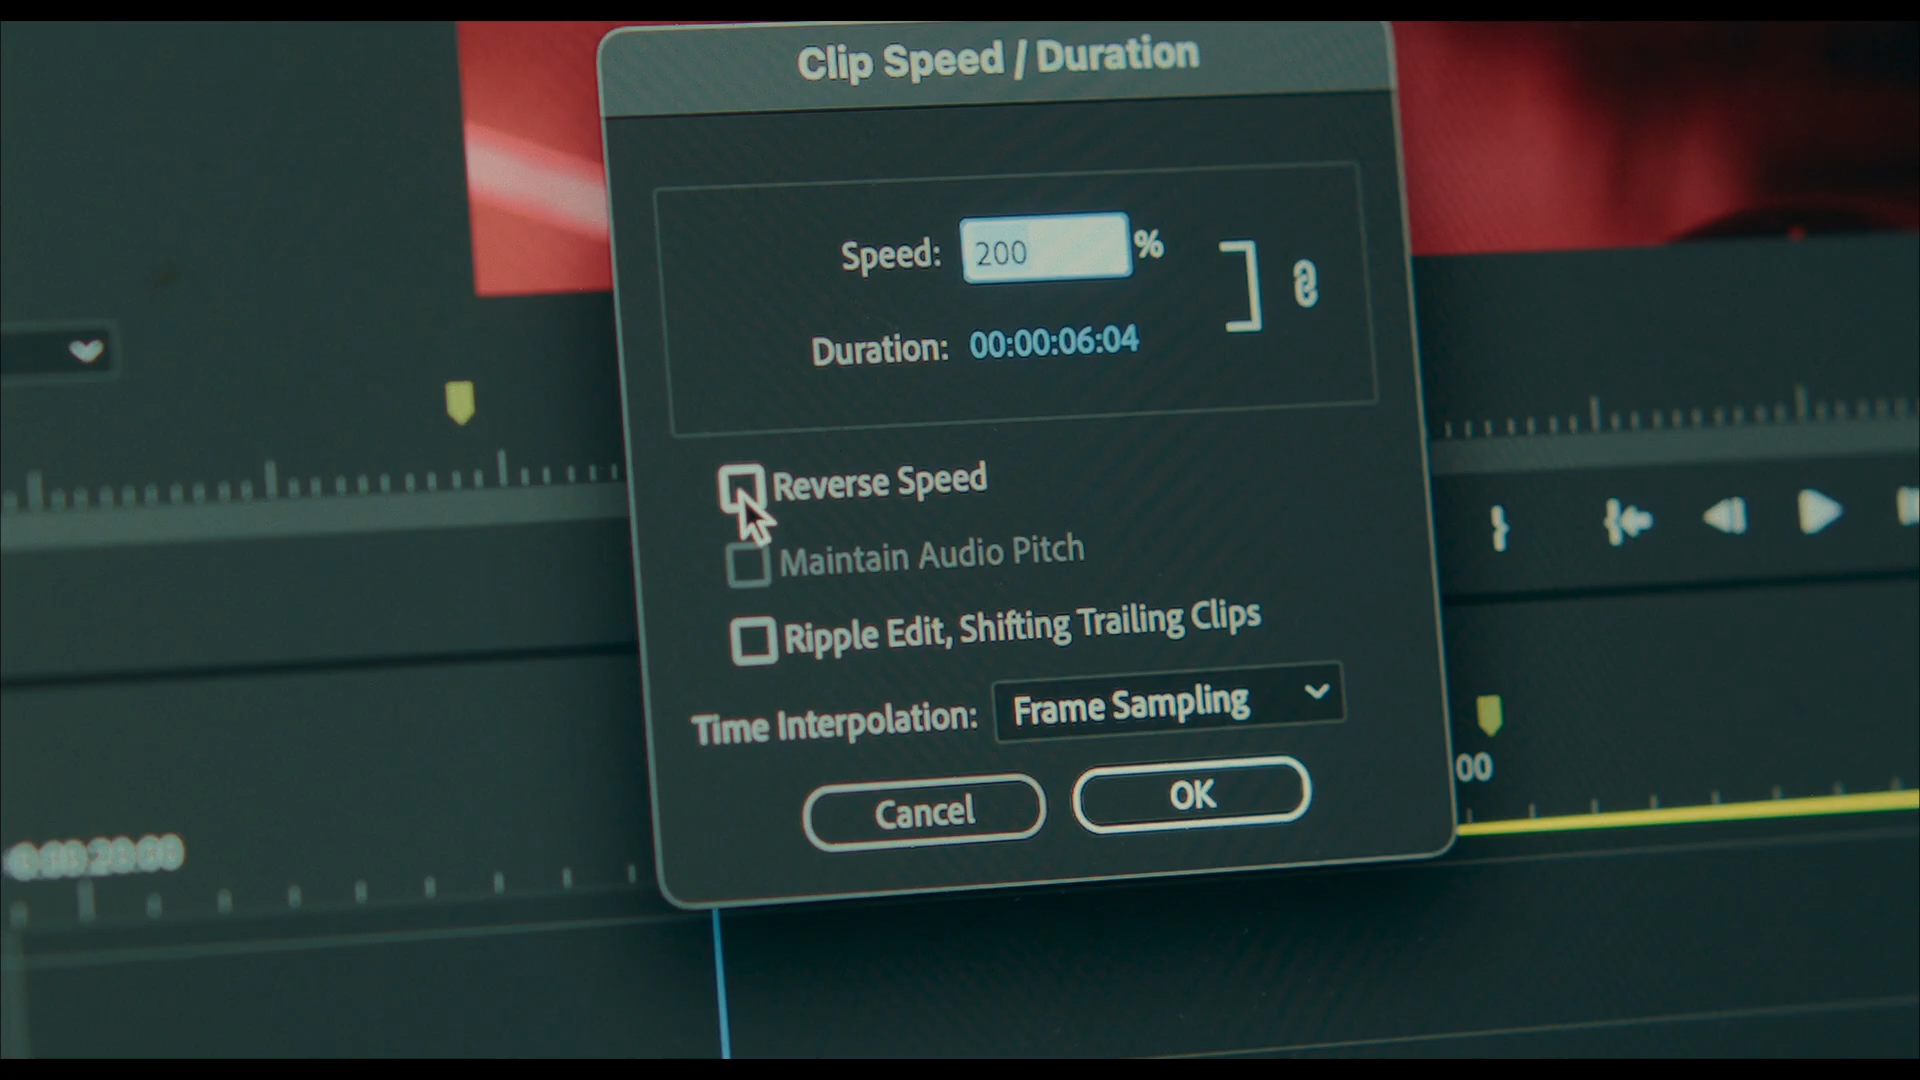 Clip Speed / Duration
Speed: 200 %
Duration: 00:00:06:04
Reverse Speed
Maintain Audio Pitch
Ripple Edit, Shifting Trailing Clips
Time Interpolation: Frame Sampling
00
Cancel OK